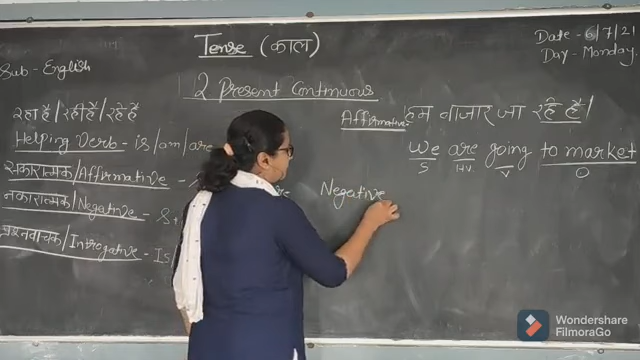 Tense (काल)
Date - 6/7/21
Day - Monday
Sub - English
2 Present Continuous
रहा है/रही है/रहे है
Helping Verb - is/am/are
Affirmative - हम बाजार जा रहे है।
We are going to market
S HV V O
सकारात्मक/Affirmative -
Negative
नकारात्मक/Negative - S+
प्रश्नवाचक/Intregative - Is
Wondershare
FilmoraGo